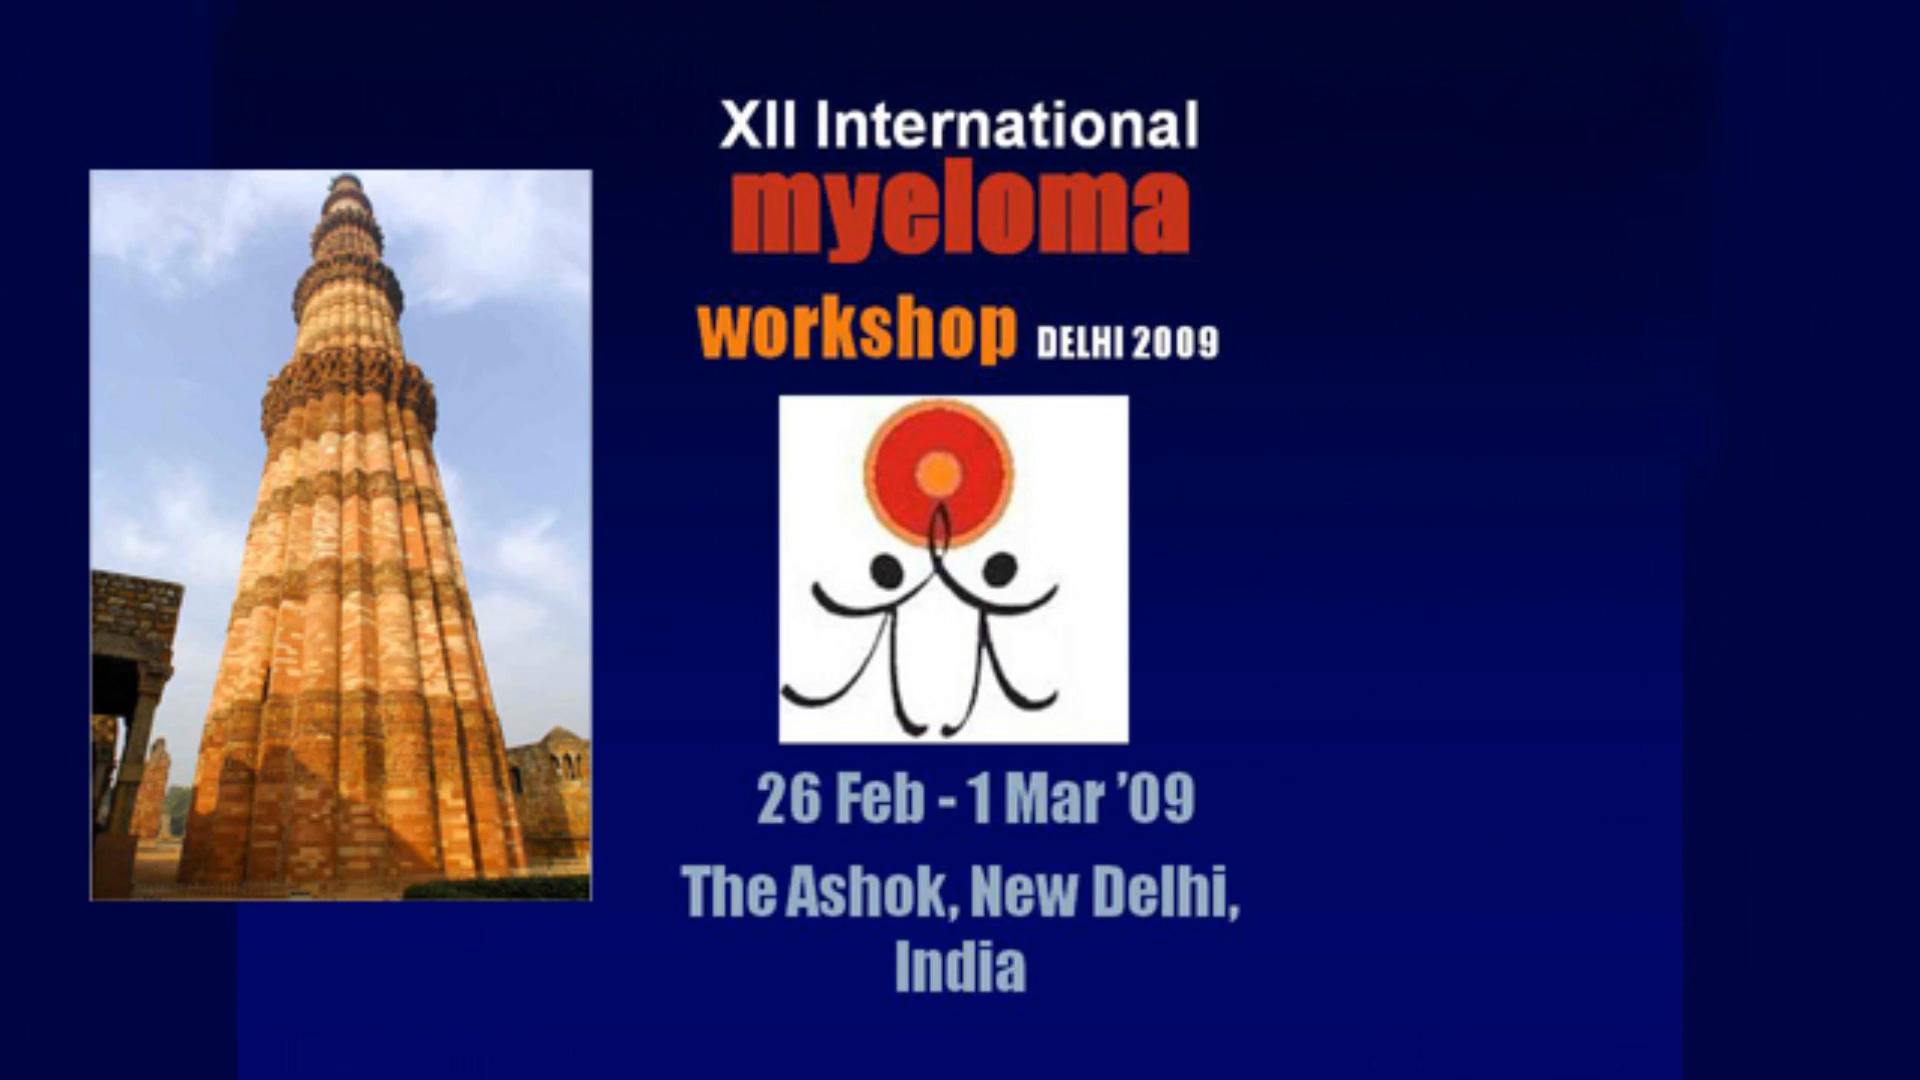 XII International
myeloma
workshop DELHI 2009
26 Feb - 1 Mar ’09
The Ashok, New Delhi,
India